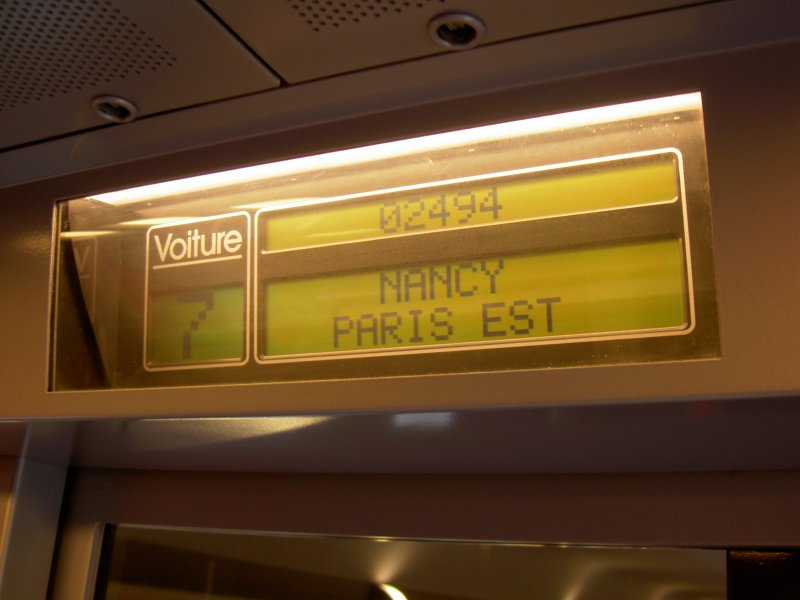 Voiture
7
02494
NANCY
PARIS EST